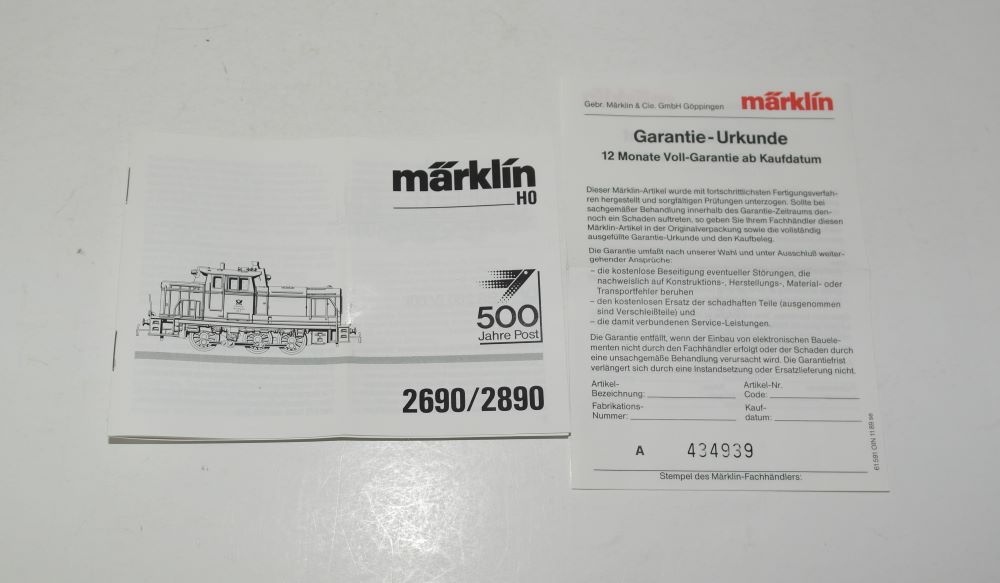 märklin
H0
500
Jahre Post
2690/2890
Gebr. Märklin & Cie. GmbH Göppingen
märklin
Garantie-Urkunde
12 Monate Voll-Garantie ab Kaufdatum
Dieser Märklin-Artikel wurde mit fortschrittlichsten Fertigungsverfah-
ren hergestellt und sorgfältigen Prüfungen unterzogen. Sollte bei
sachgemäßer Behandlung innerhalb des Garantie-Zeitraums den-
noch ein Schaden auftreten, so geben Sie Ihrem Fachhändler diesen
Märklin-Artikel in der Originalverpackung sowie die vollständig
ausgefüllte Garantie-Urkunde und den Kaufbeleg.
Die Garantie umfaßt nach unserer Wahl und unter Ausschluß weiter-
gehender Ansprüche:
– die kostenlose Beseitigung eventueller Störungen, die
nachweislich auf Konstruktions-, Herstellungs-, Material- oder
Transportfehler beruhen
– den kostenlosen Ersatz der schadhaften Teile (ausgenommen
sind Verschleißteile) und
– die damit verbundenen Service-Leistungen.
Die Garantie entfällt, wenn der Einbau von elektronischen Bauele-
menten nicht durch den Fachhändler erfolgt oder der Schaden durch
eine unsachgemäße Behandlung verursacht wird. Die Garantiefrist
verlängert sich durch eine Instandsetzung oder Ersatzlieferung nicht.
Artikel-
Bezeichnung:
Artikel-Nr.
Code:
Fabrikations-
Nummer:
Kauf-
datum:
A 434939
Stempel des Märklin-Fachhändlers:
61 591 OIN 11 89 se